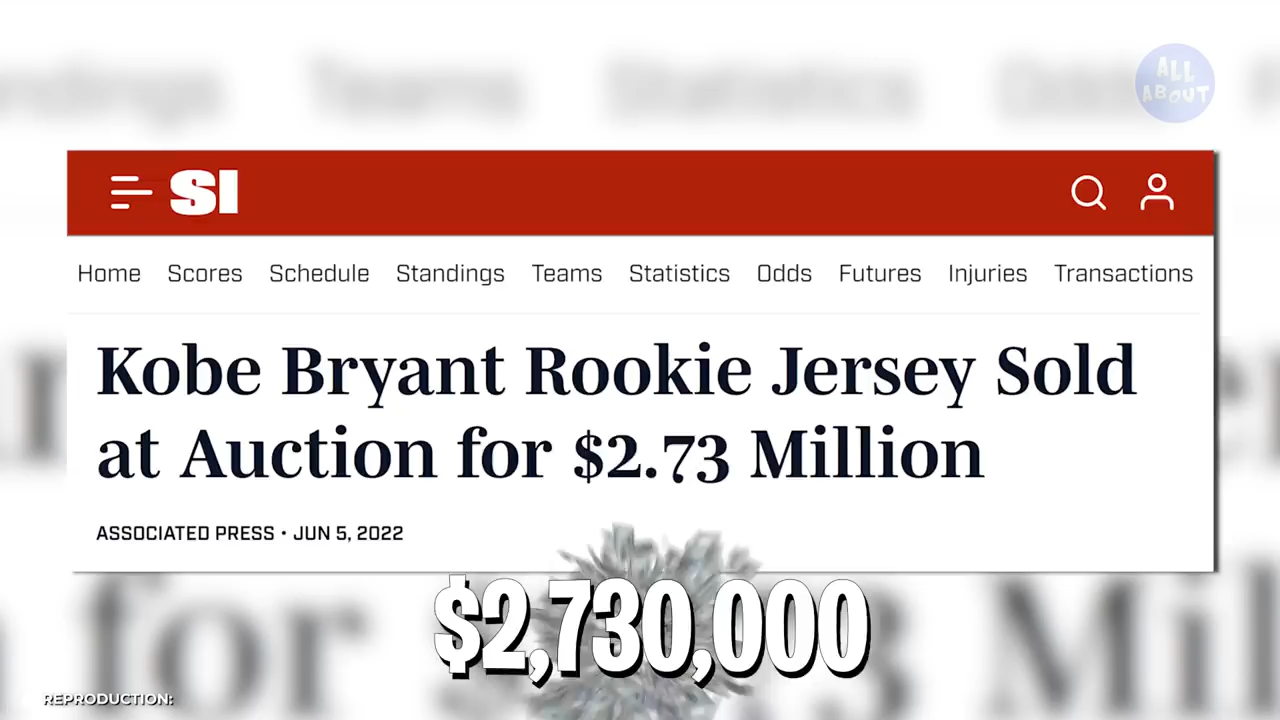 ALL
ABOUT
SI
Home Scores Schedule Standings Teams Statistics Odds Futures Injuries Transactions
Kobe Bryant Rookie Jersey Sold
at Auction for $2.73 Million
ASSOCIATED PRESS • JUN 5, 2022
$2,730,000
REPRODUCTION: